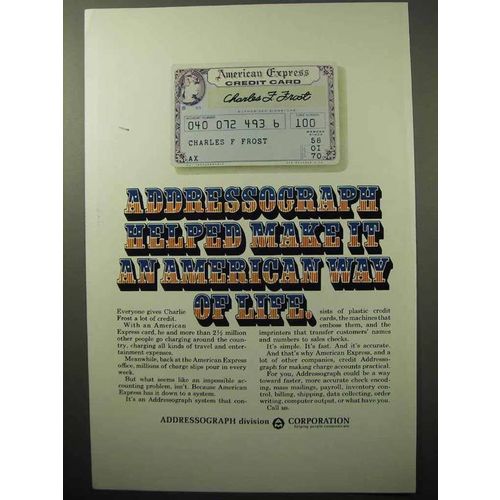 American Express
CREDIT CARD
Charles F Frost
040 072 493 6
100
CHARLES F FROST
58
AX
01
70
ADDRESSOGRAPH
HELPED MAKE IT
AN AMERICAN WAY
OF LIFE.
Everyone gives Charlie
Frost a lot of credit.
With an American
Express card, he and more than 2½ million
other people go charging around the coun-
try, charging all kinds of travel and enter-
tainment expenses.
Meanwhile, back at the American Express
office, millions of charge slips pour in every
week.
But what seems like an impossible ac-
counting problem, isn't. Because American
Express has it down to a system.
It's an Addressograph system that con-
sists of plastic credit
cards, the machines that
emboss them, and the
imprinters that transfer customers' names
and numbers to sales checks.
It's simple. It's fast. And it's accurate.
And that's why American Express, and a
lot of other companies, credit Addresso-
graph for making charge accounts practical.
For you, Addressograph could be a way
toward faster, more accurate check encod-
ing, mass mailings, payroll, inventory con-
trol, billing, shipping, data collecting, order
writing, computer output, or what have you.
Call us.
ADDRESSOGRAPH division
CORPORATION
helping people communicate